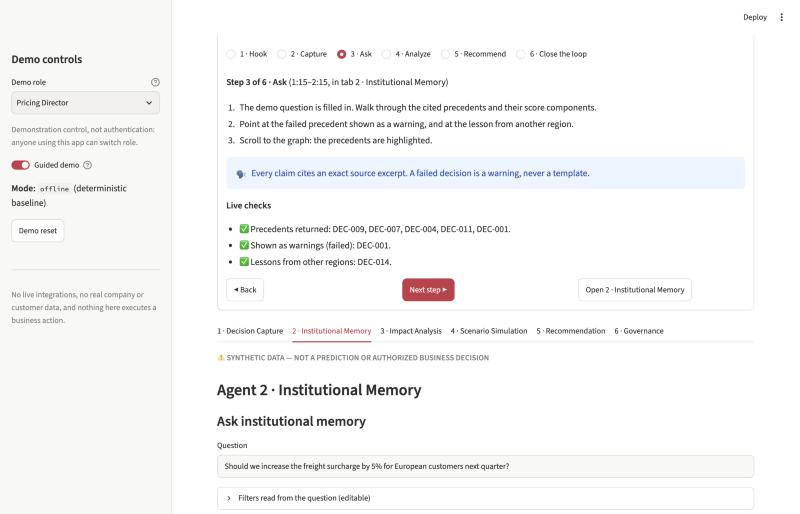 Deploy
Demo controls
Demo role
Pricing Director
Demonstration control, not authentication:
anyone using this app can switch role.
Guided demo
Mode: offline (deterministic
baseline)
Demo reset
No live integrations, no real company or
customer data, and nothing here executes a
business action.
1 · Hook
2 · Capture
3 · Ask
4 · Analyze
5 · Recommend
6 · Close the loop
Step 3 of 6 · Ask (1:15–2:15, in tab 2 · Institutional Memory)
1. The demo question is filled in. Walk through the cited precedents and their score components.
2. Point at the failed precedent shown as a warning, and at the lesson from another region.
3. Scroll to the graph: the precedents are highlighted.
Every claim cites an exact source excerpt. A failed decision is a warning, never a template.
Live checks
• ✅ Precedents returned: DEC-009, DEC-007, DEC-004, DEC-011, DEC-001.
• ✅ Shown as warnings (failed): DEC-001.
• ✅ Lessons from other regions: DEC-014.
◂ Back
Next step ▸
Open 2 · Institutional Memory
1 · Decision Capture
2 · Institutional Memory
3 · Impact Analysis
4 · Scenario Simulation
5 · Recommendation
6 · Governance
⚠️ SYNTHETIC DATA — NOT A PREDICTION OR AUTHORIZED BUSINESS DECISION
Agent 2 · Institutional Memory
Ask institutional memory
Question
Should we increase the freight surcharge by 5% for European customers next quarter?
Filters read from the question (editable)